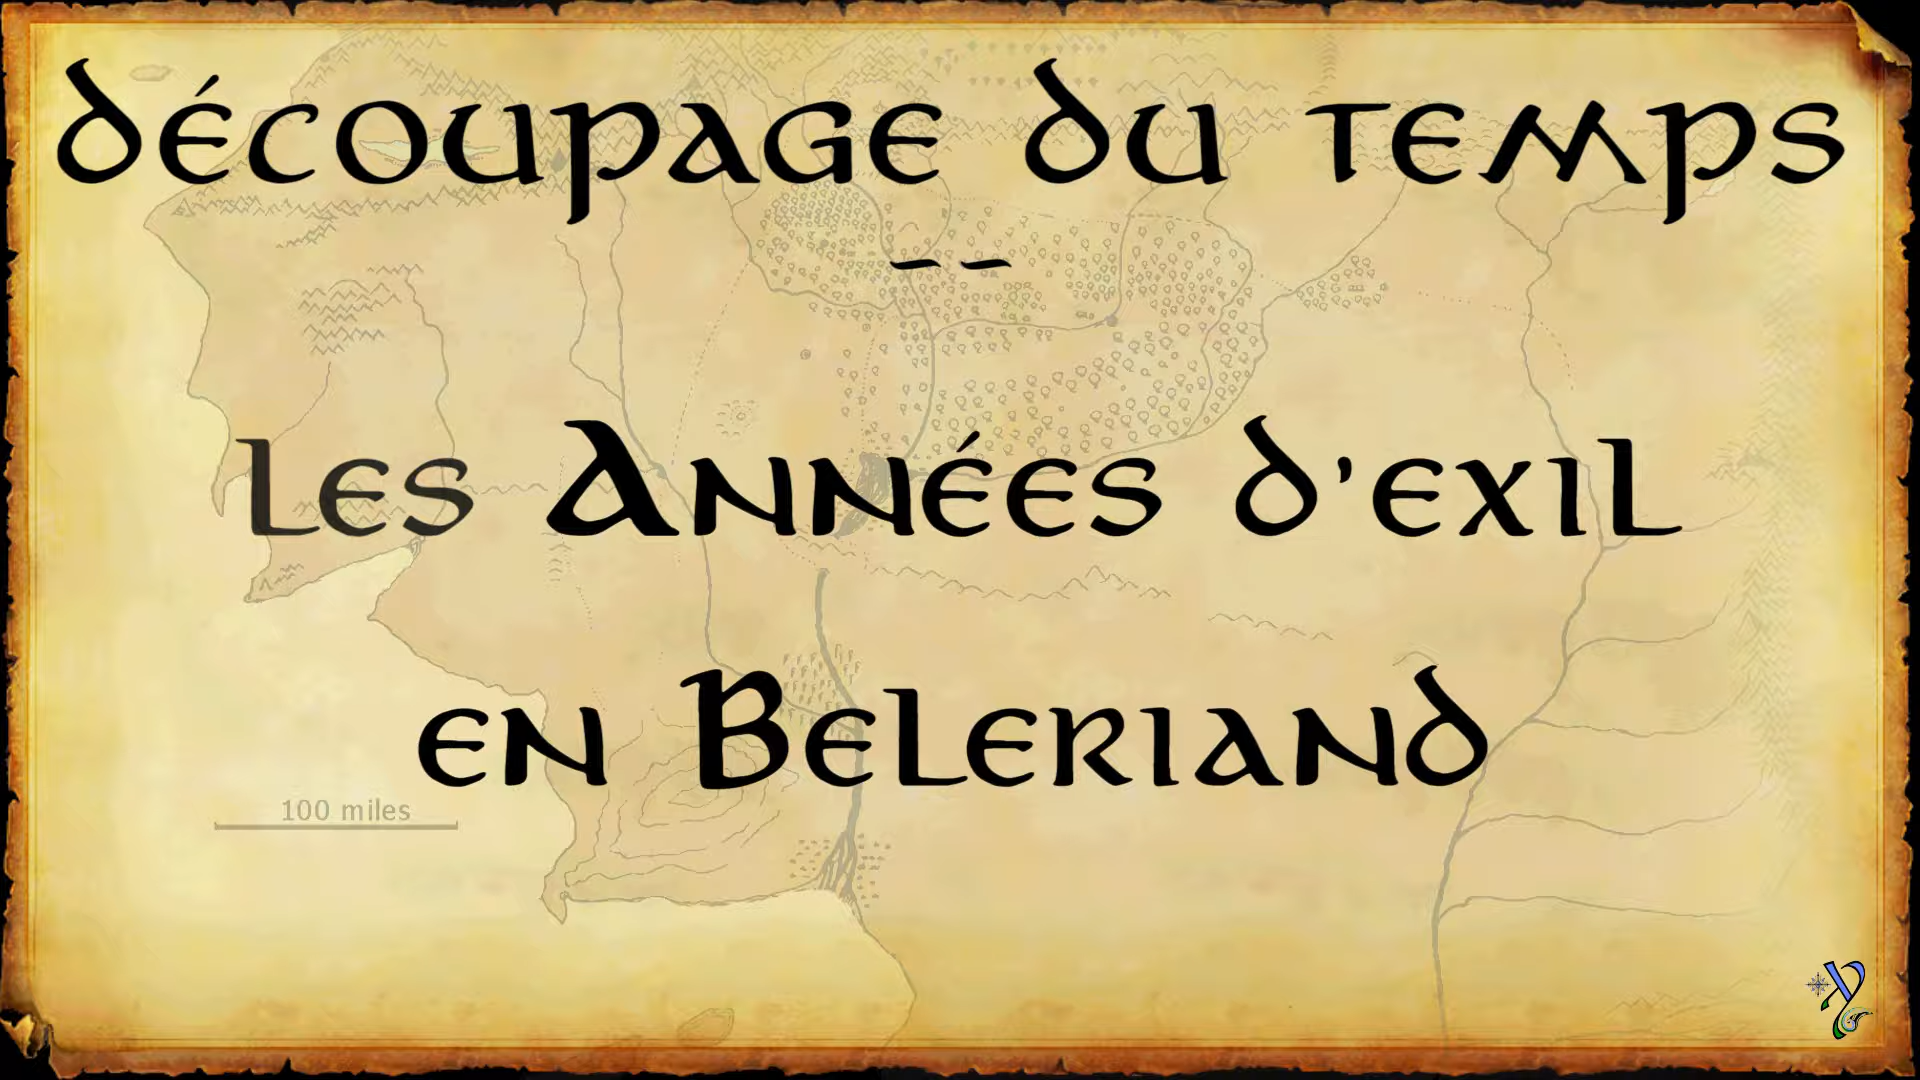 découpage du temps
--
Les Années d'exil
en Beleriand
100 miles